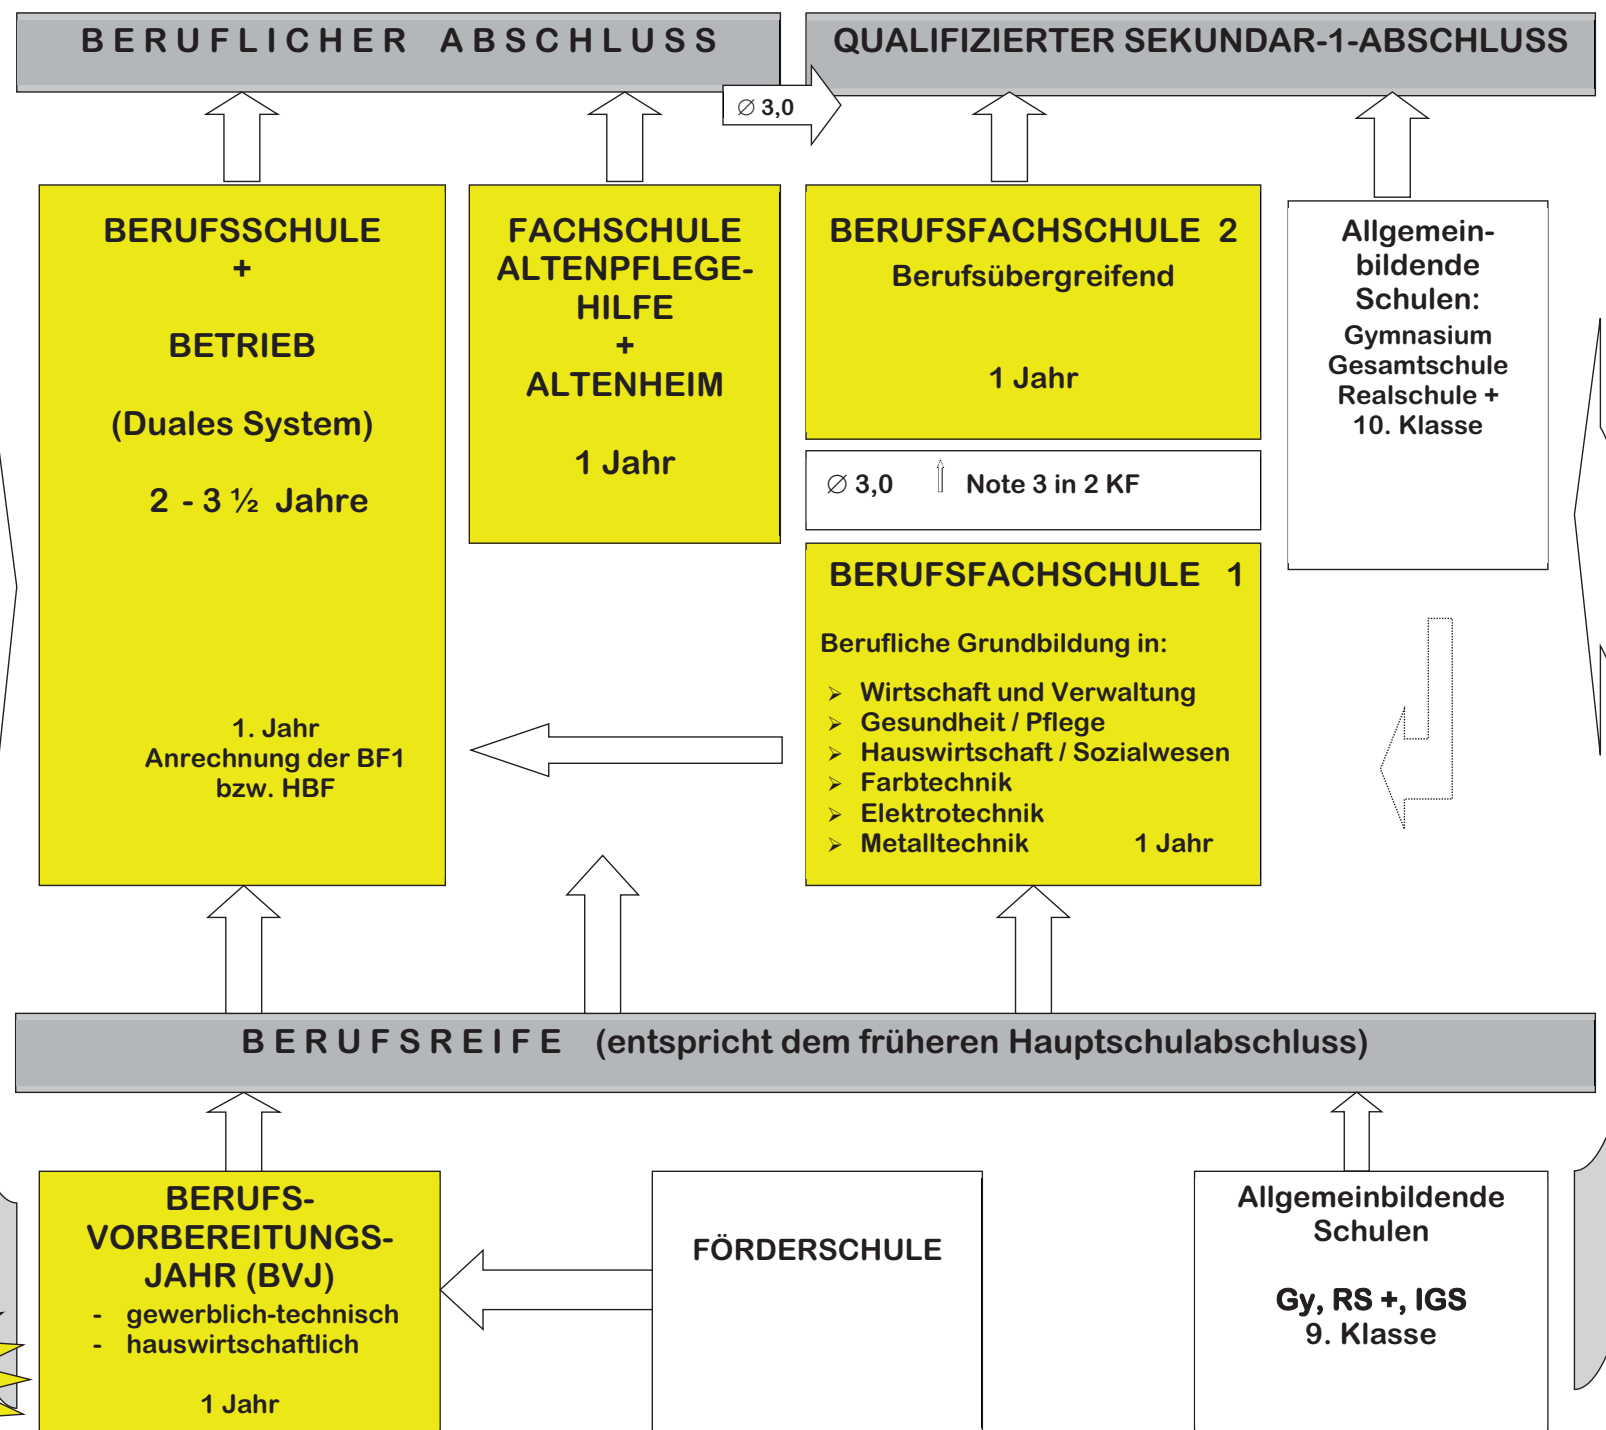 BERUFLICHER ABSCHLUSS
QUALIFIZIERTER SEKUNDAR-1-ABSCHLUSS
∅ 3,0
BERUFSSCHULE
+
BETRIEB
(Duales System)
2 - 3 ½ Jahre
1. Jahr
Anrechnung der BF1
bzw. HBF
FACHSCHULE
ALTENPFLEGE-
HILFE
+
ALTENHEIM
1 Jahr
BERUFSFACHSCHULE 2
Berufsübergreifend
1 Jahr
∅ 3,0 Note 3 in 2 KF
BERUFSFACHSCHULE 1
Berufliche Grundbildung in:
➢ Wirtschaft und Verwaltung
➢ Gesundheit / Pflege
➢ Hauswirtschaft / Sozialwesen
➢ Farbtechnik
➢ Elektrotechnik
➢ Metalltechnik 1 Jahr
Allgemein-
bildende
Schulen:
Gymnasium
Gesamtschule
Realschule +
10. Klasse
BERUFSREIFE (entspricht dem früheren Hauptschulabschluss)
BERUFS-
VORBEREITUNGS-
JAHR (BVJ)
- gewerblich-technisch
- hauswirtschaftlich
1 Jahr
FÖRDERSCHULE
Allgemeinbildende
Schulen
Gy, RS +, IGS
9. Klasse